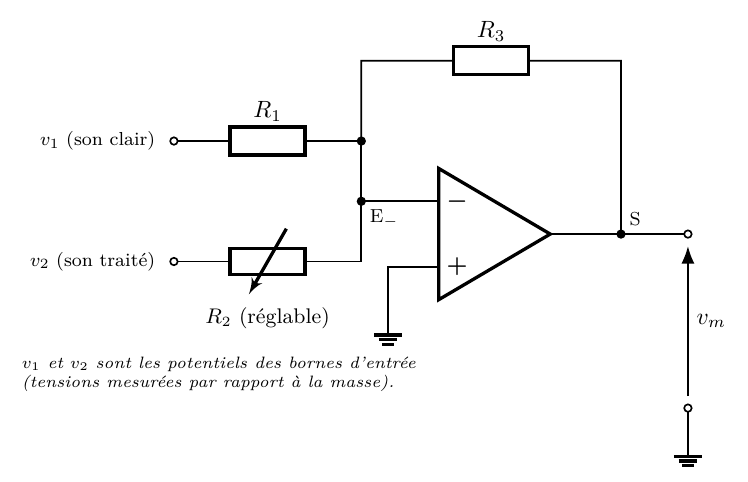 R₃
R₁
v₁ (son clair)
−
E₋
S
v₂ (son traité)
+
R₂ (réglable)
vₘ
v₁ et v₂ sont les potentiels des bornes d'entrée
(tensions mesurées par rapport à la masse).